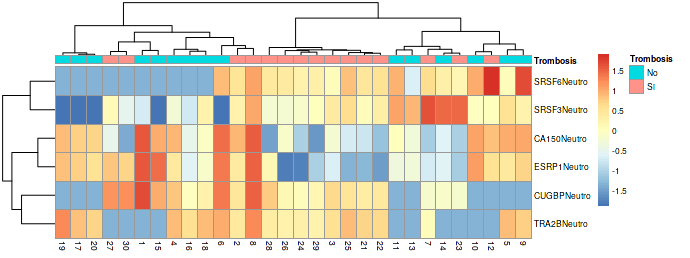 Trombosis
Trombosis
No
SI
SRSF6Neutro
SRSF3Neutro
CA150Neutro
ESRP1Neutro
CUGBPNeutro
TRA2BNeutro
1.5
1
0.5
0
-0.5
-1
-1.5
19 17 20 27 30 1 15 4 16 18 6 2 8 28 26 24 29 3 25 21 22 11 13 7 14 23 10 12 5 9